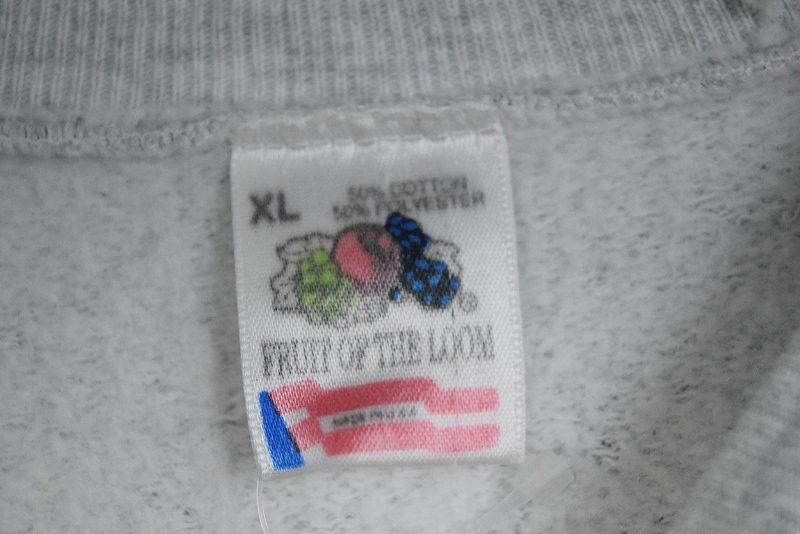 XL
50% COTTON
50% POLYESTER
®
FRUIT OF THE LOOM
MADE IN U.S.A.